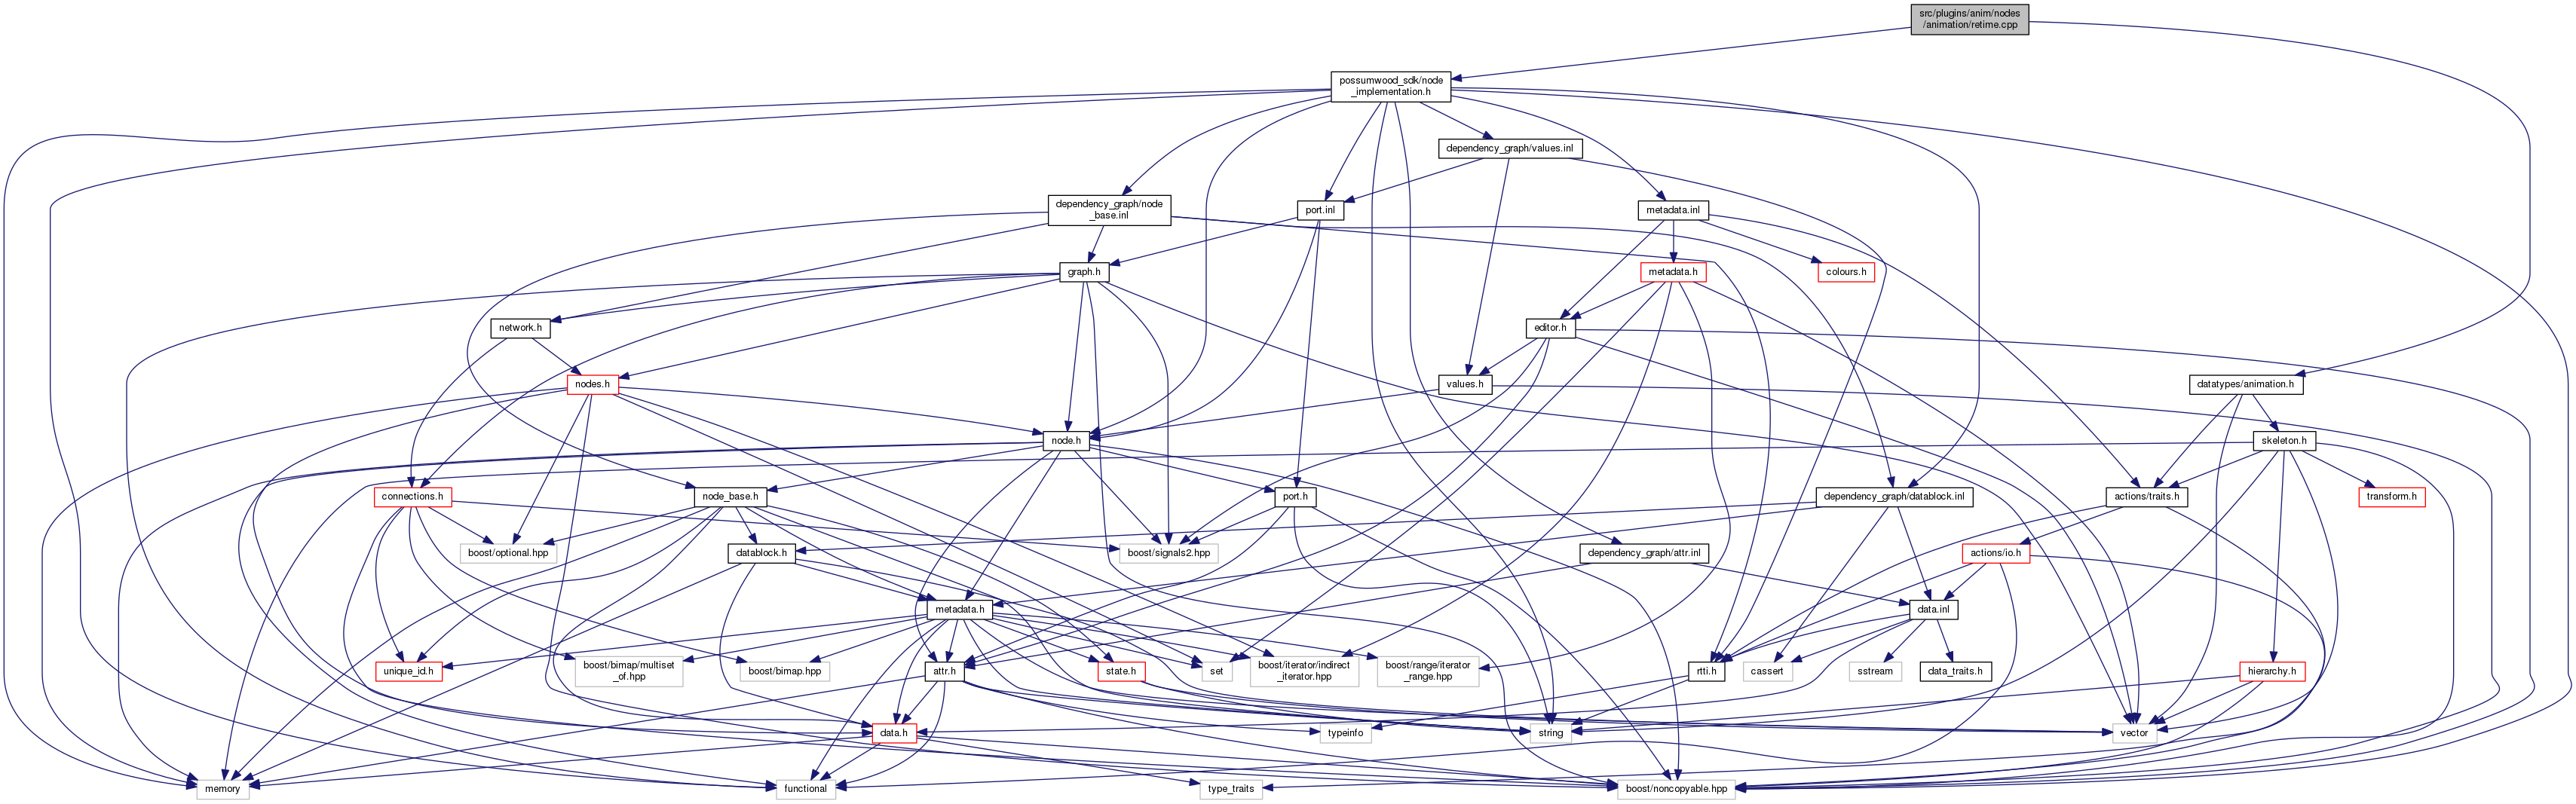 src/plugins/anim/nodes
/animation/retime.cpp
possumwood_sdk/node
_implementation.h
dependency_graph/values.inl
dependency_graph/node
_base.inl
port.inl
metadata.inl
graph.h
metadata.h
colours.h
network.h
editor.h
nodes.h
values.h
datatypes/animation.h
node.h
skeleton.h
connections.h
node_base.h
port.h
dependency_graph/datablock.inl
actions/traits.h
transform.h
boost/optional.hpp
datablock.h
boost/signals2.hpp
dependency_graph/attr.inl
actions/io.h
metadata.h
data.inl
unique_id.h
boost/bimap/multiset
_of.hpp
boost/bimap.hpp
attr.h
state.h
set
boost/iterator/indirect
_iterator.hpp
boost/range/iterator
_range.hpp
rtti.h
cassert
sstream
data_traits.h
hierarchy.h
data.h
typeinfo
string
vector
memory
functional
type_traits
boost/noncopyable.hpp